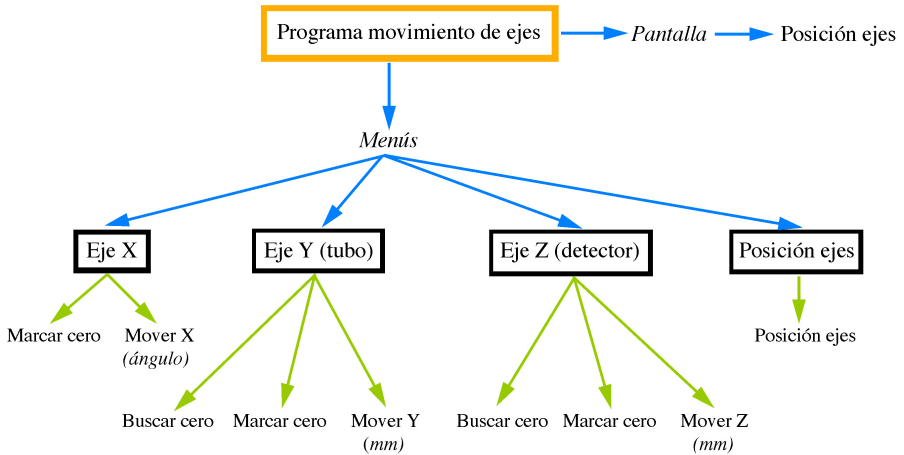 Programa movimiento de ejes
Pantalla
Posición ejes
Menús
Eje X
Eje Y (tubo)
Eje Z (detector)
Posición ejes
Marcar cero
Mover X
(ángulo)
Posición ejes
Buscar cero
Marcar cero
Mover Y
(mm)
Buscar cero
Marcar cero
Mover Z
(mm)